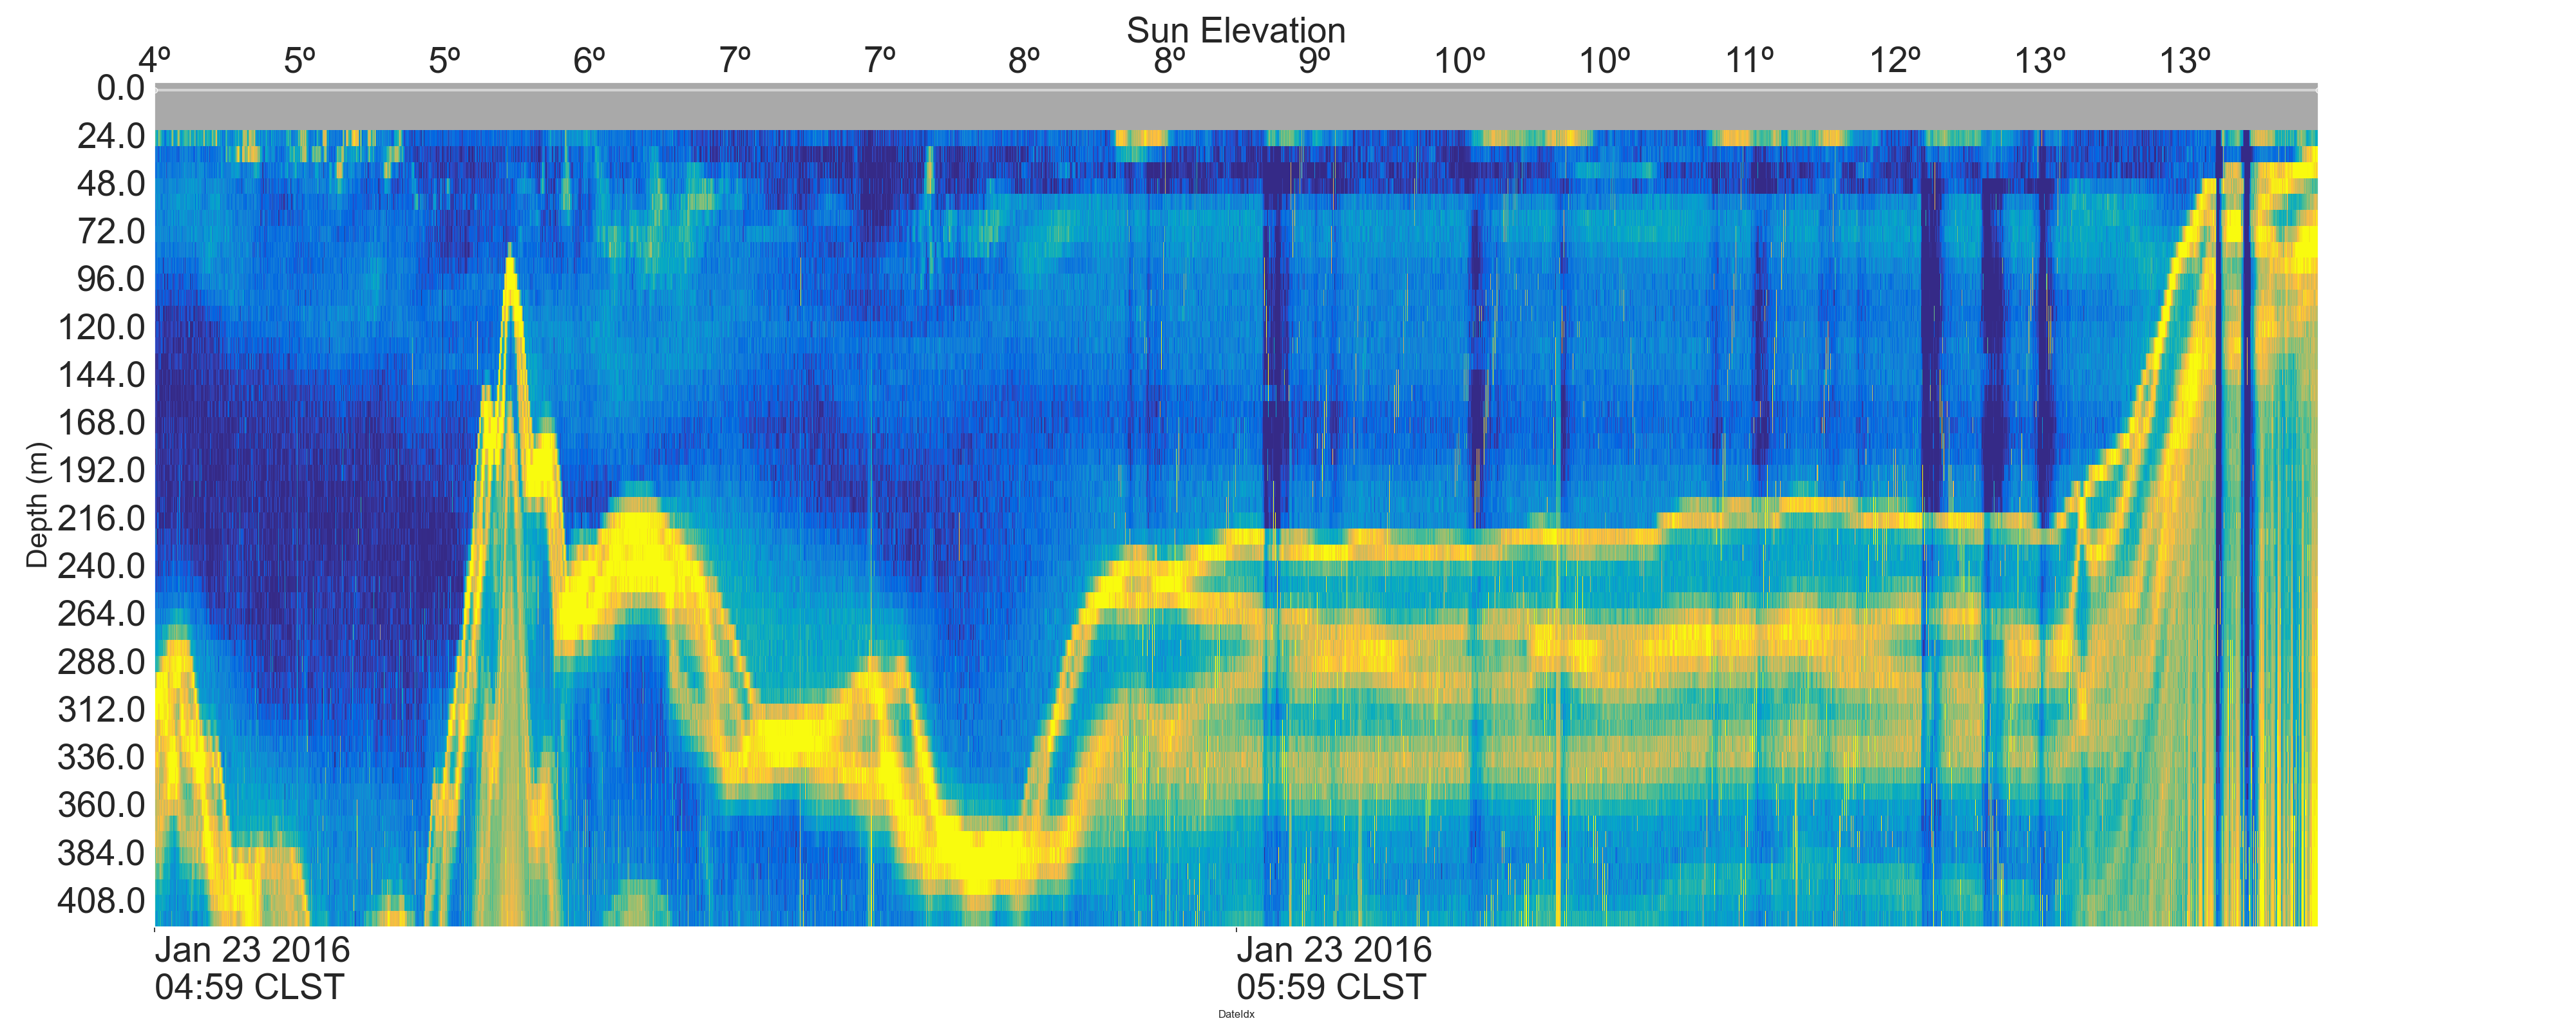 Sun Elevation
4º 5º 5º 6º 7º 7º 8º 8º 9º 10º 10º 11º 12º 13º 13º
0.0
24.0
48.0
72.0
96.0
120.0
144.0
168.0
192.0
216.0
240.0
264.0
288.0
312.0
336.0
360.0
384.0
408.0
Depth (m)
Jan 23 2016
04:59 CLST
Jan 23 2016
05:59 CLST
DateIdx